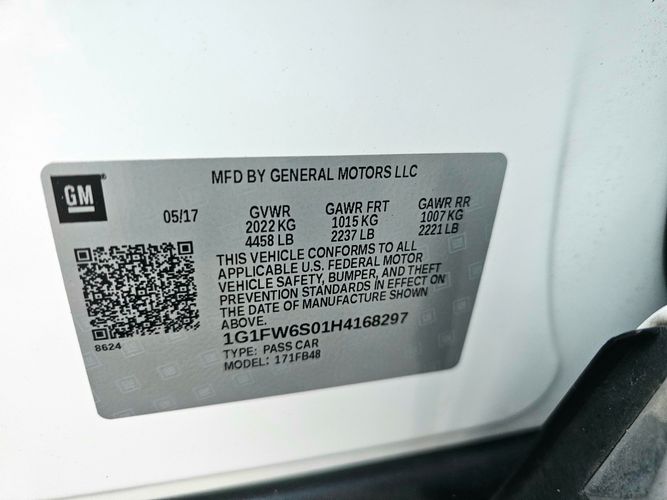 MFD BY GENERAL MOTORS LLC
GM
05/17
GVWR
2022 KG
4458 LB
GAWR FRT
1015 KG
2237 LB
GAWR RR
1007 KG
2221 LB
THIS VEHICLE CONFORMS TO ALL
APPLICABLE U.S. FEDERAL MOTOR
VEHICLE SAFETY, BUMPER, AND THEFT
PREVENTION STANDARDS IN EFFECT ON
THE DATE OF MANUFACTURE SHOWN
ABOVE.
8624
1G1FW6S01H4168297
TYPE: PASS CAR
MODEL: 171FB48